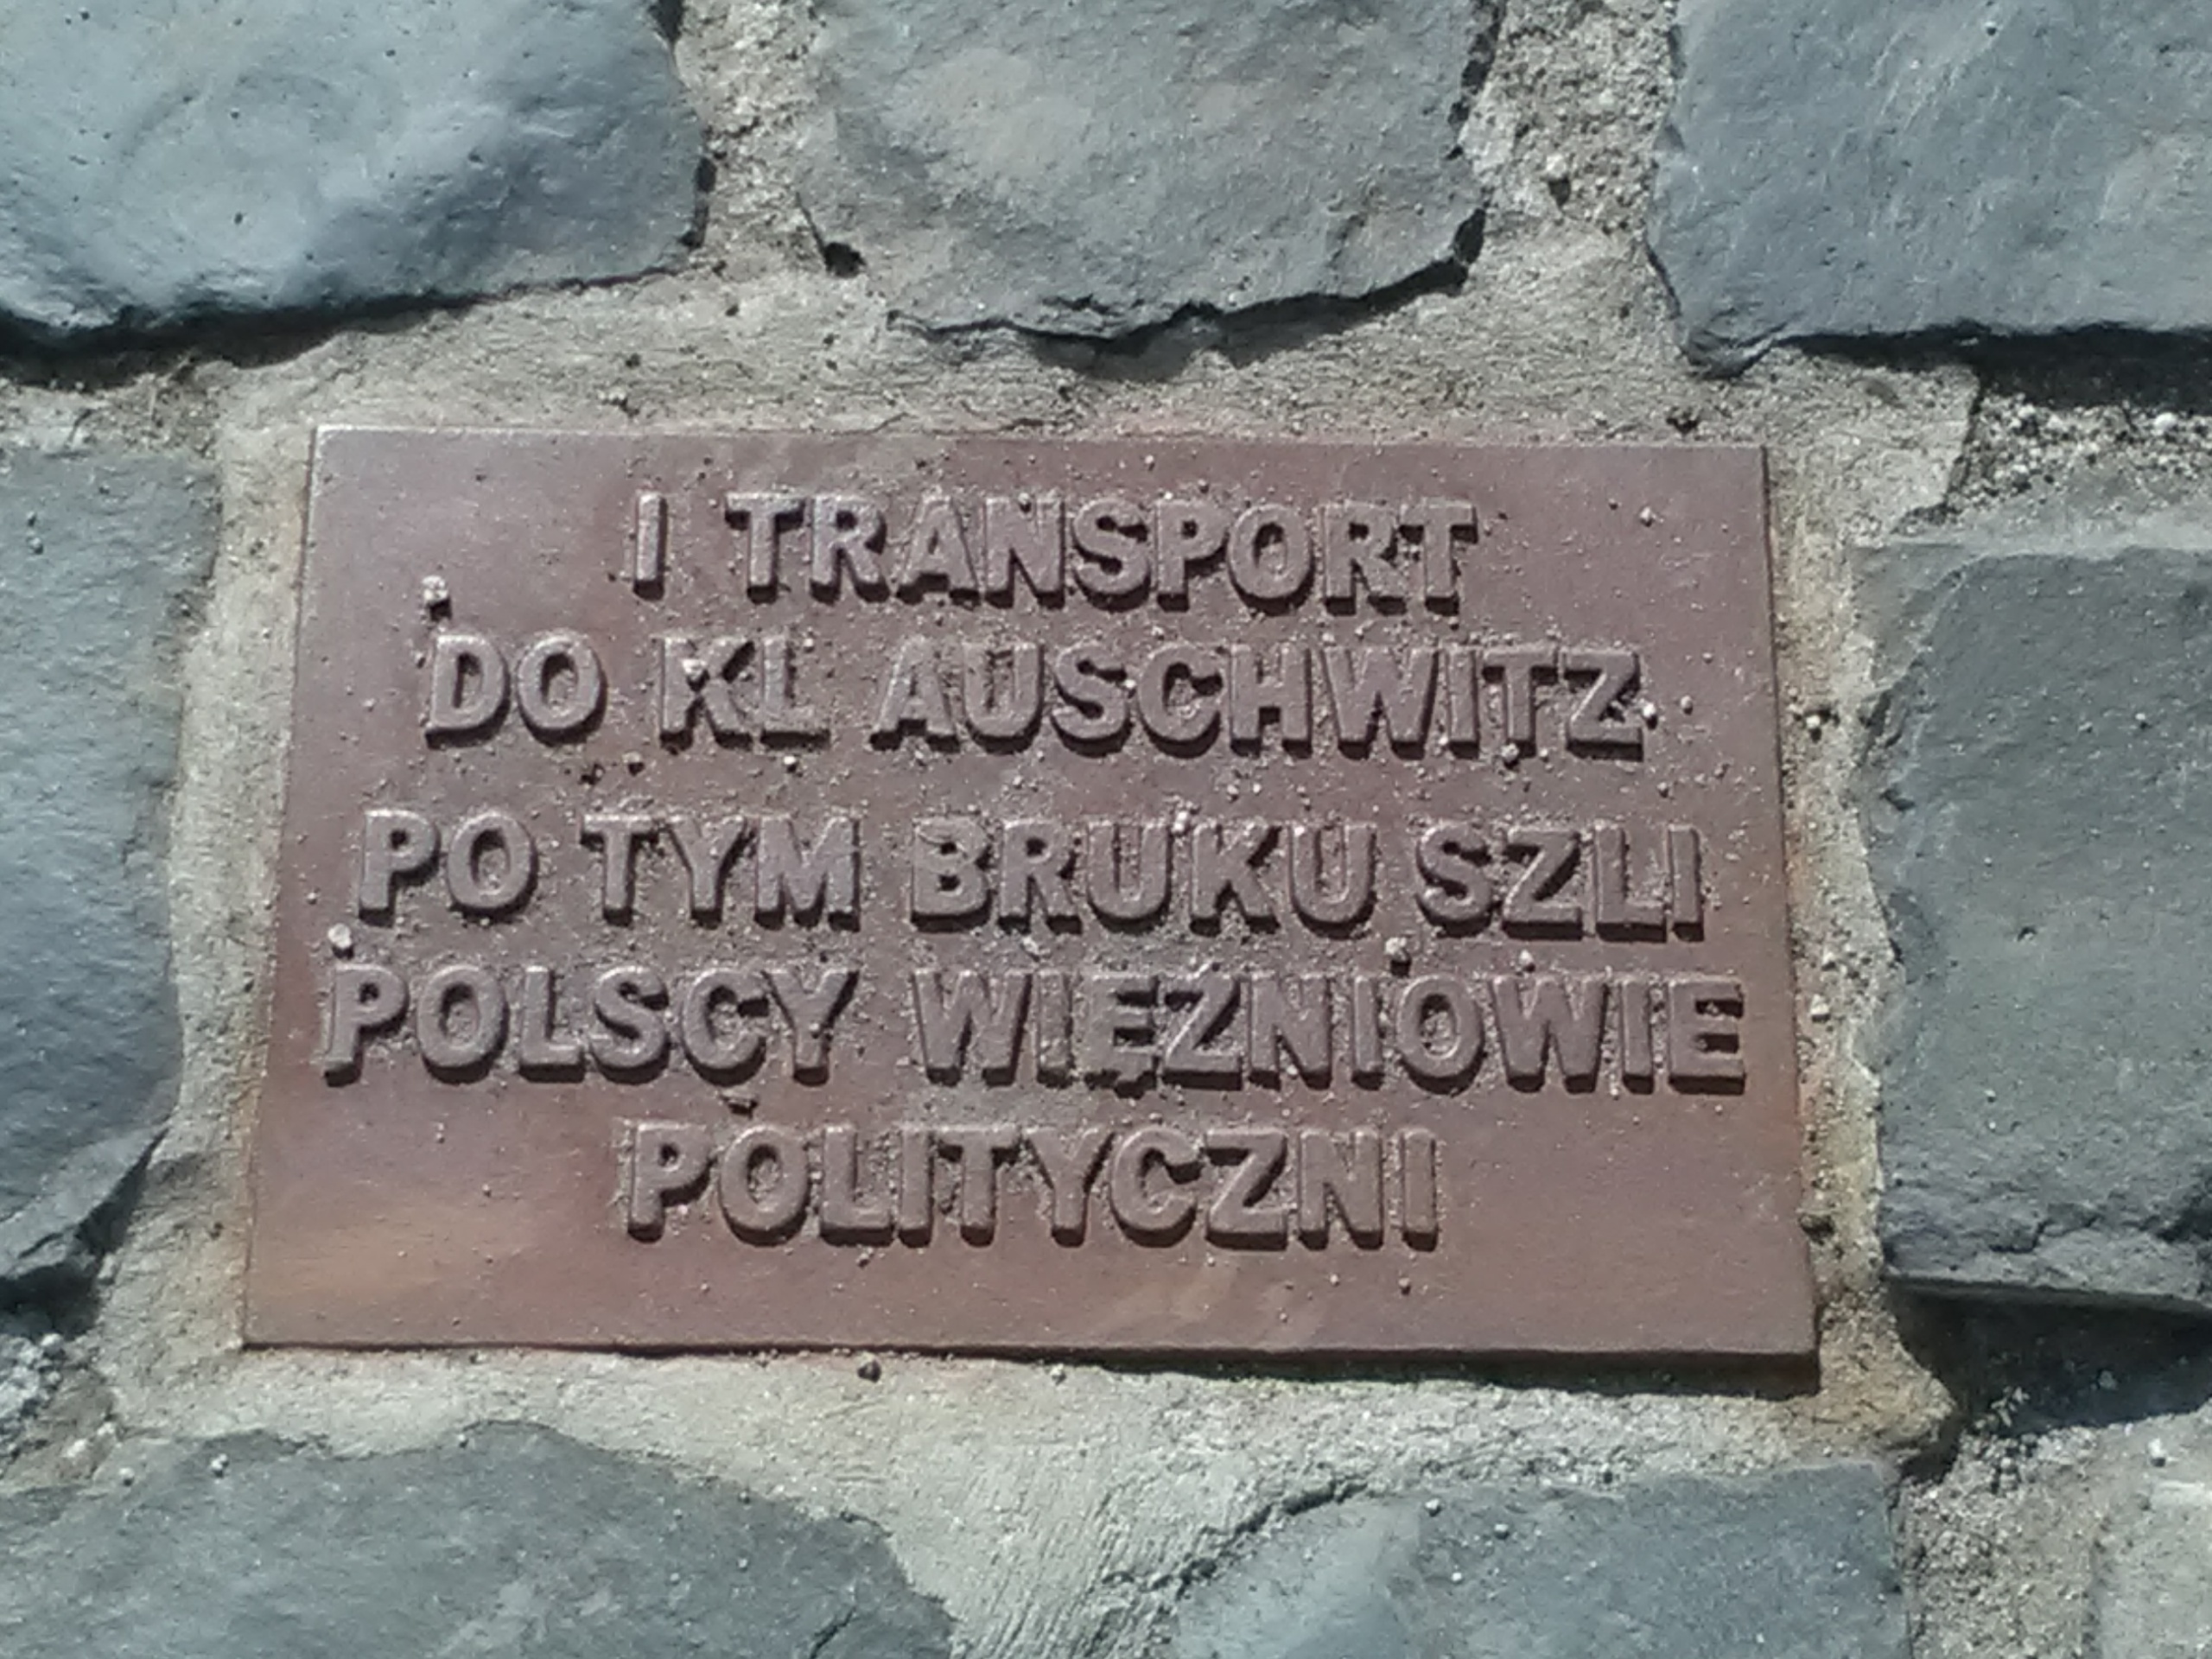 I TRANSPORT
DO KL AUSCHWITZ
PO TYM BRUKU SZLI
POLSCY WIĘŹNIOWIE
POLITYCZNI